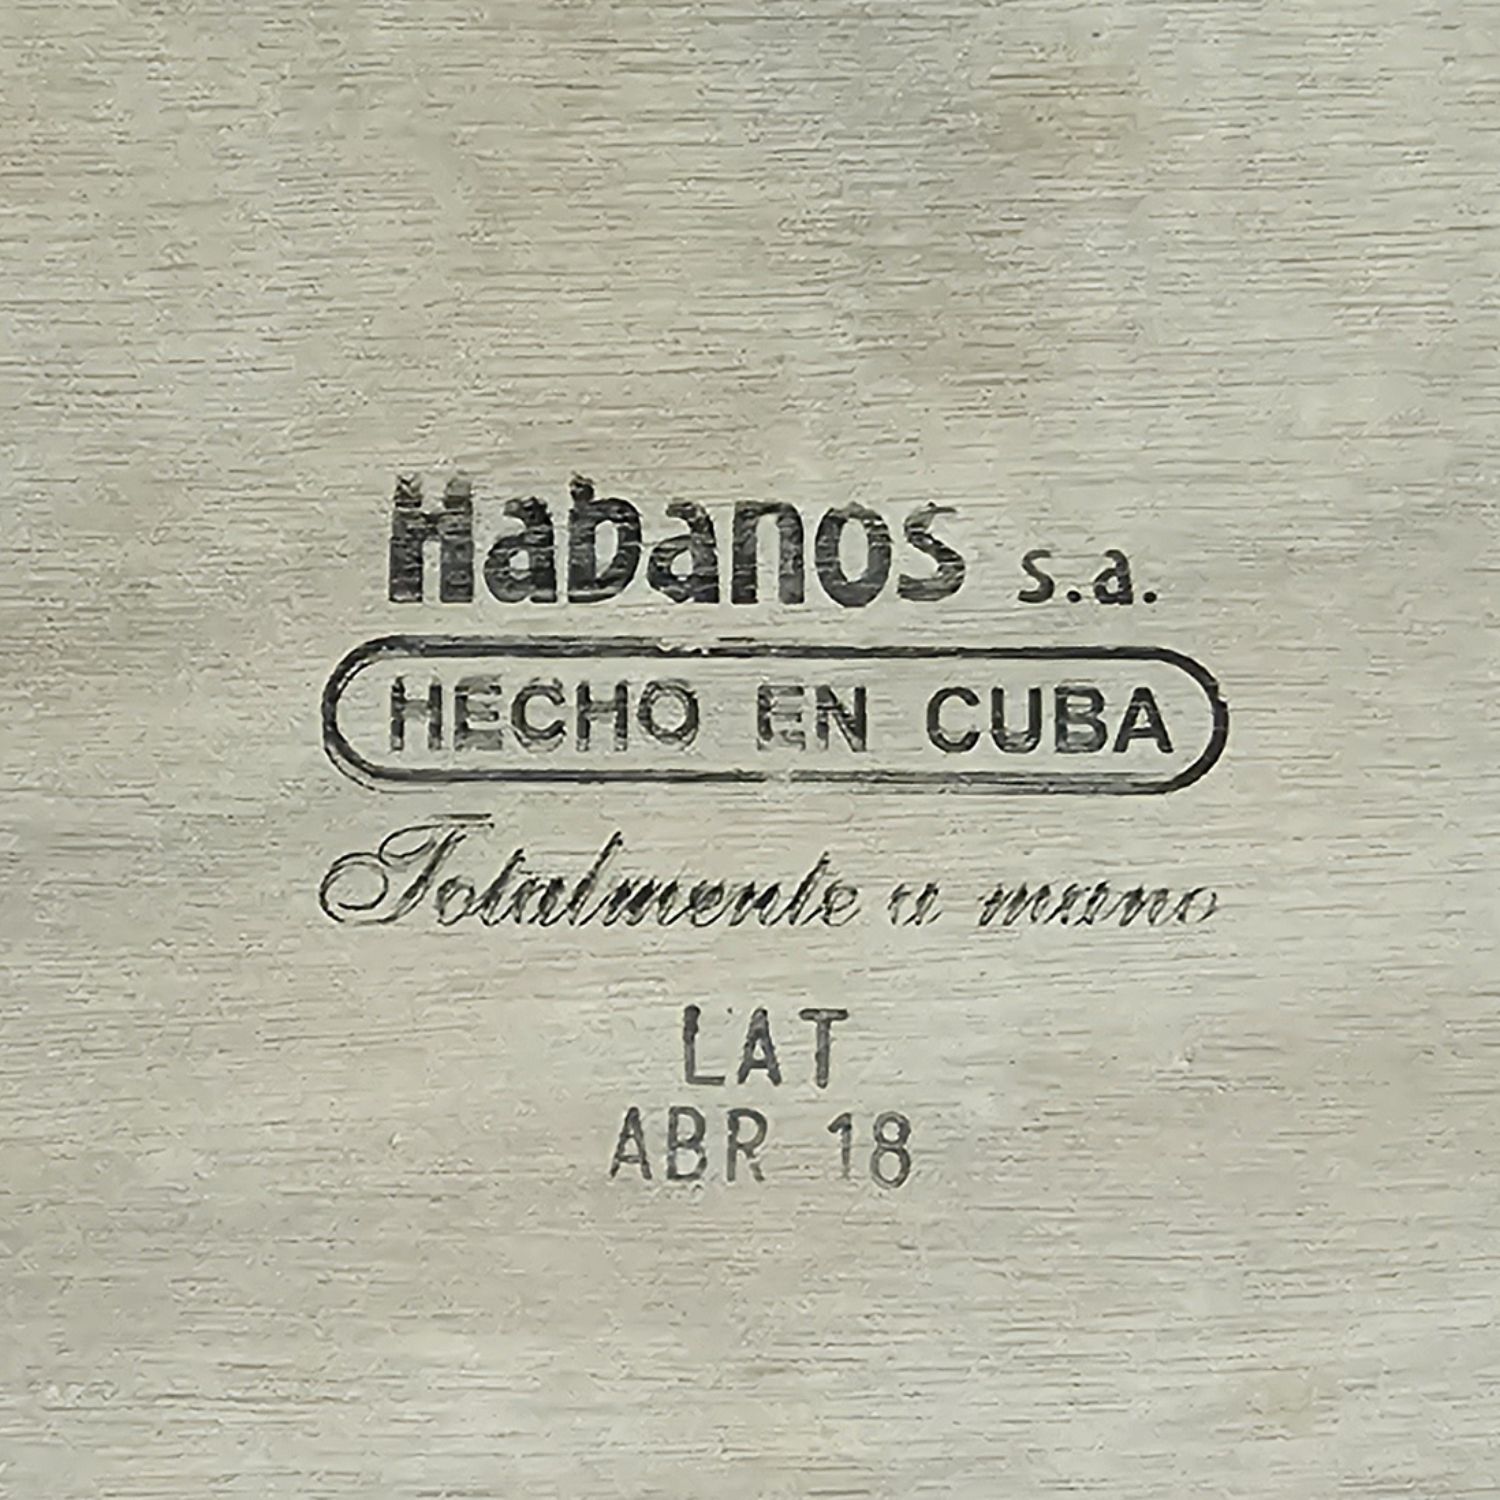 Habanos s.a.
HECHO EN CUBA
Totalmente a mano
LAT
ABR 18